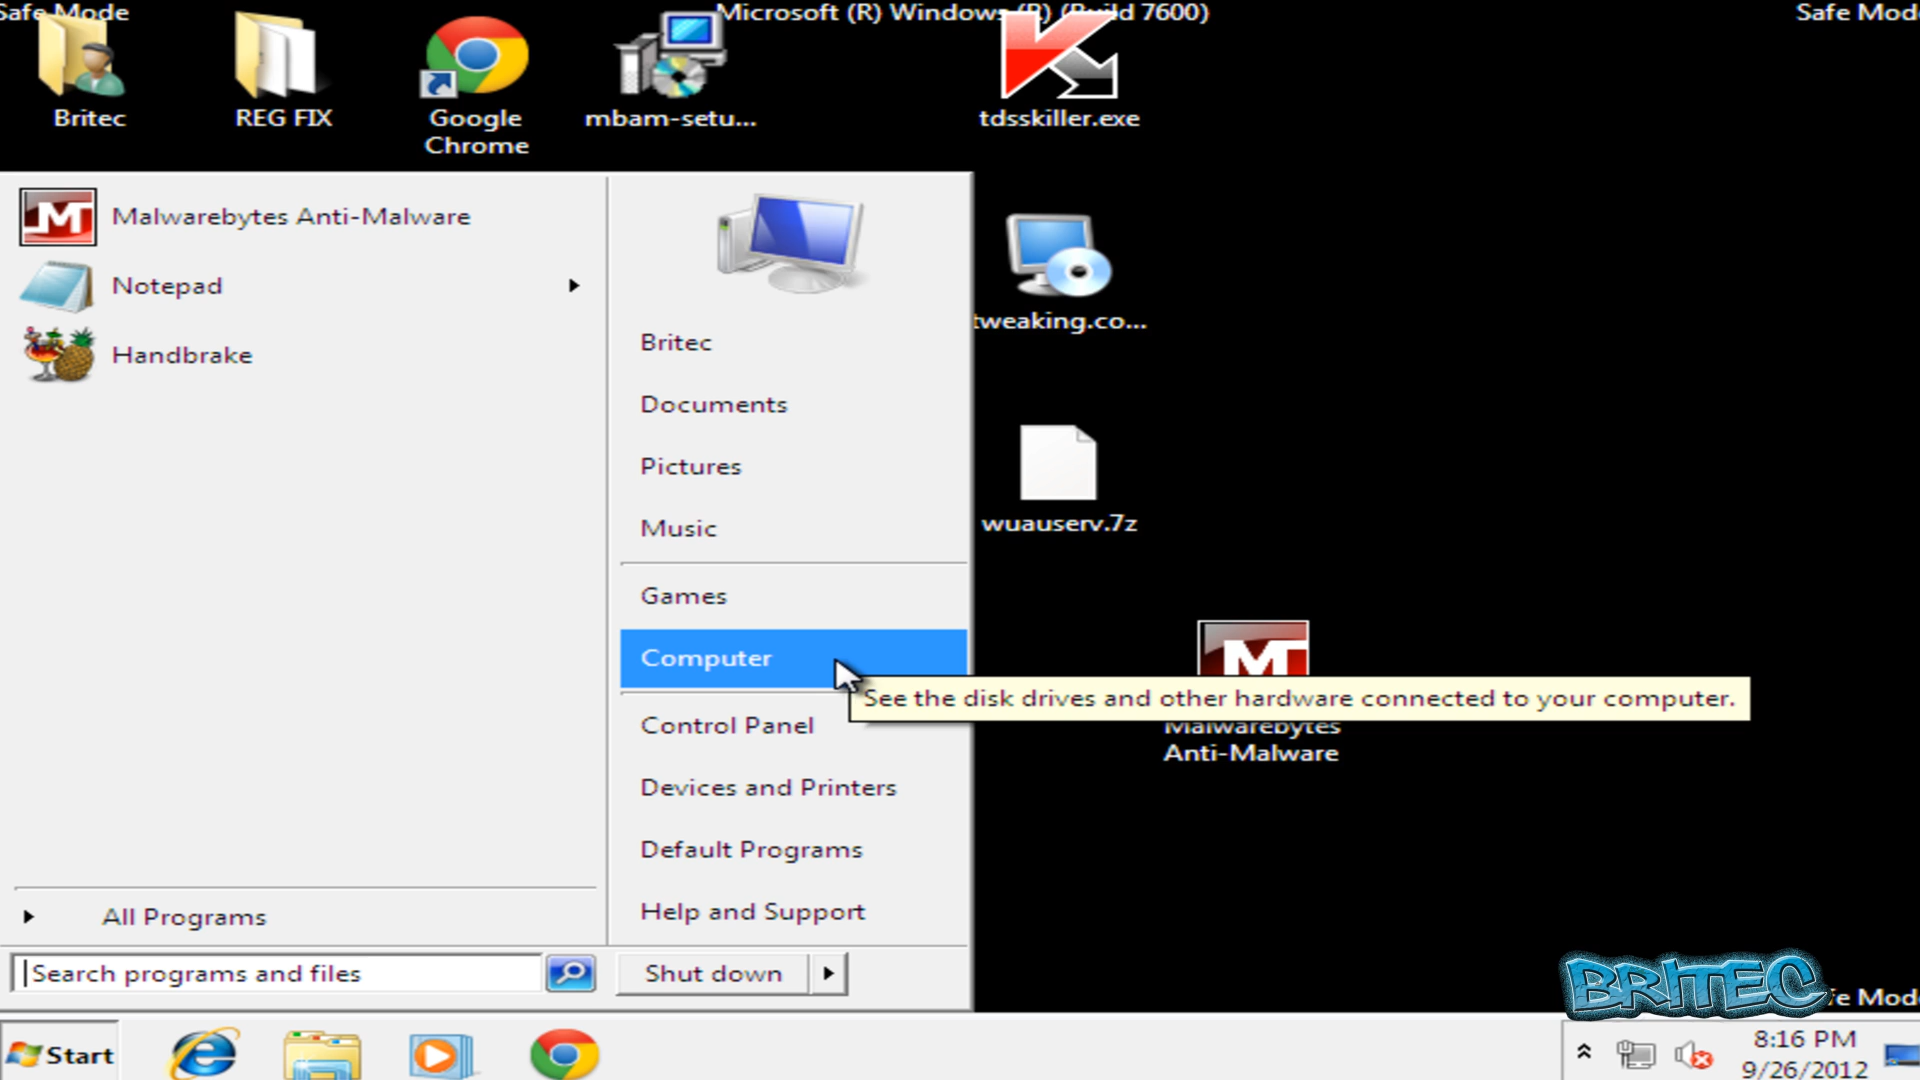 Safe Mode
Microsoft (R) Windows (R) (Build 7600)
Safe Mod
Britec
REG FIX
Google
Chrome
mbam-setu...
tdsskiller.exe
Malwarebytes Anti-Malware
Notepad
Handbrake
Britec
Documents
Pictures
Music
Games
Computer
Control Panel
Devices and Printers
Default Programs
Help and Support
tweaking.co...
wuauserv.7z
See the disk drives and other hardware connected to your computer.
Malwarebytes
Anti-Malware
All Programs
Search programs and files
Shut down
BRITEC
fe Mod
Start
8:16 PM
9/26/2012